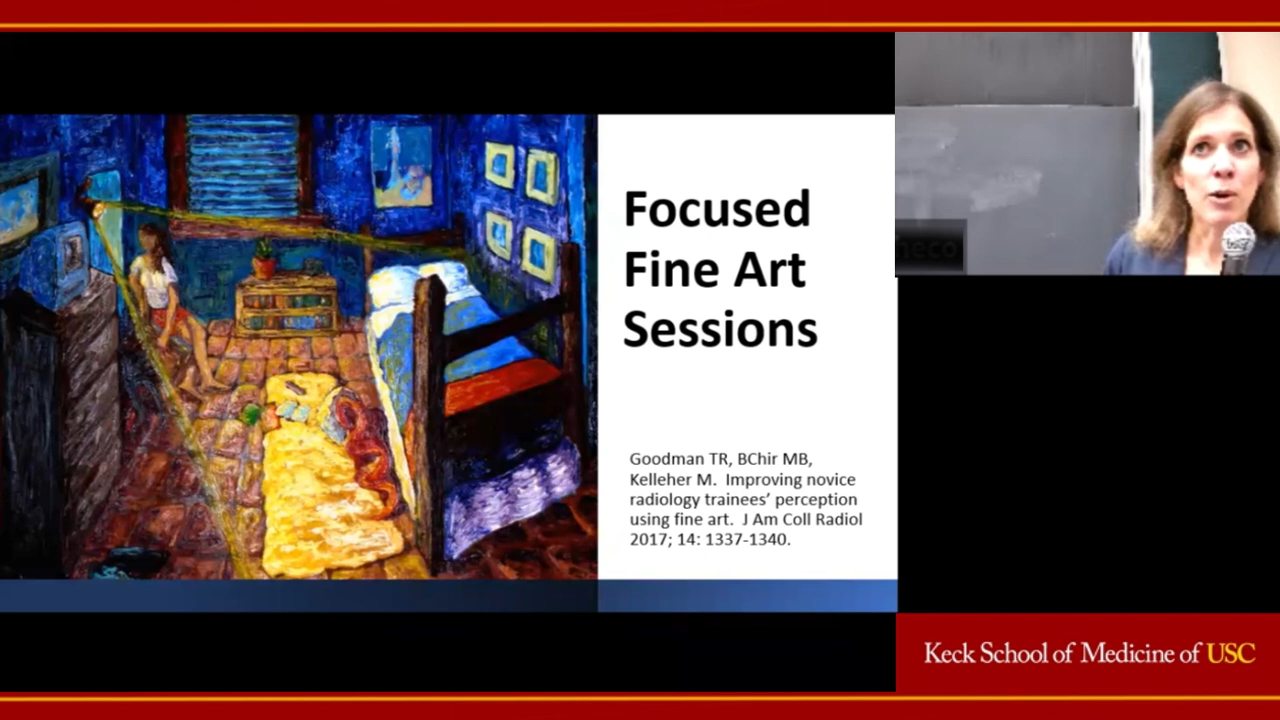 Focused
Fine Art
Sessions
Goodman TR, BChir MB,
Kelleher M.  Improving novice
radiology trainees’ perception
using fine art.  J Am Coll Radiol
2017; 14: 1337-1340.
Keck School of Medicine of USC